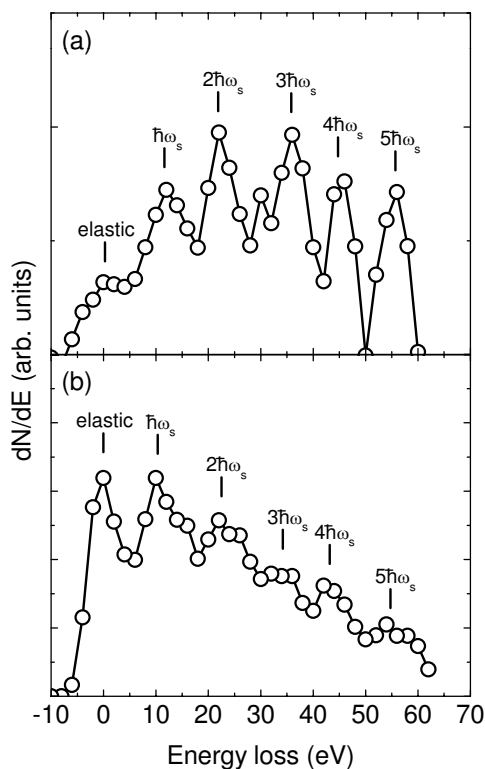 (a)
elastic
ħωₛ
2ħωₛ
3ħωₛ
4ħωₛ
5ħωₛ
dN/dE (arb. units)
(b)
elastic
ħωₛ
2ħωₛ
3ħωₛ
4ħωₛ
5ħωₛ
-10 0 10 20 30 40 50 60 70
Energy loss (eV)